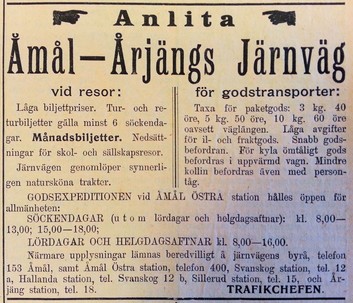 Anlita
Åmål—Årjängs Järnväg
vid resor:
Låga biljettpriser. Tur- och re-
turbiljetter gälla minst 6 söckenda-
gar. Månadsbiljetter. Nedsätt-
ningar för skol- och sällskapsresor.
Järnvägen genomlöper synnerli-
gen natursköna trakter.
för godstransporter:
Taxa för paketgods: 3 kg. 40
öre, 5 kg. 50 öre, 10 kg. 60 öre
oavsett väglängen. Låga avgifter
för il- och fraktgods. Snabb gods-
befordran. För kyla ömtåligt gods
befordras i uppvärmd vagn. Mindre
kollin befordras även med person-
tåg.
GODSEXPEDITIONEN vid ÅMÅL ÖSTRA station hålles öppen för
allmänheten:
SÖCKENDAGAR (utom lördagar och helgdagsaftnar): kl. 8,00—
13,00; 15,00—18,00;
LÖRDAGAR OCH HELGDAGSAFTNAR kl. 8,00—16,00.
Närmare upplysningar lämnas beredvilligt å järnvägens byrå, telefon
153 Åmål, samt Åmål Östra station, telefon 400, Svanskog station, tel. 12
a, Hallanda station, tel. Svanskog 12 b, Sillerud station, tel. 15, och Är-
jäng station, tel. 18. TRAFIKCHEFEN.